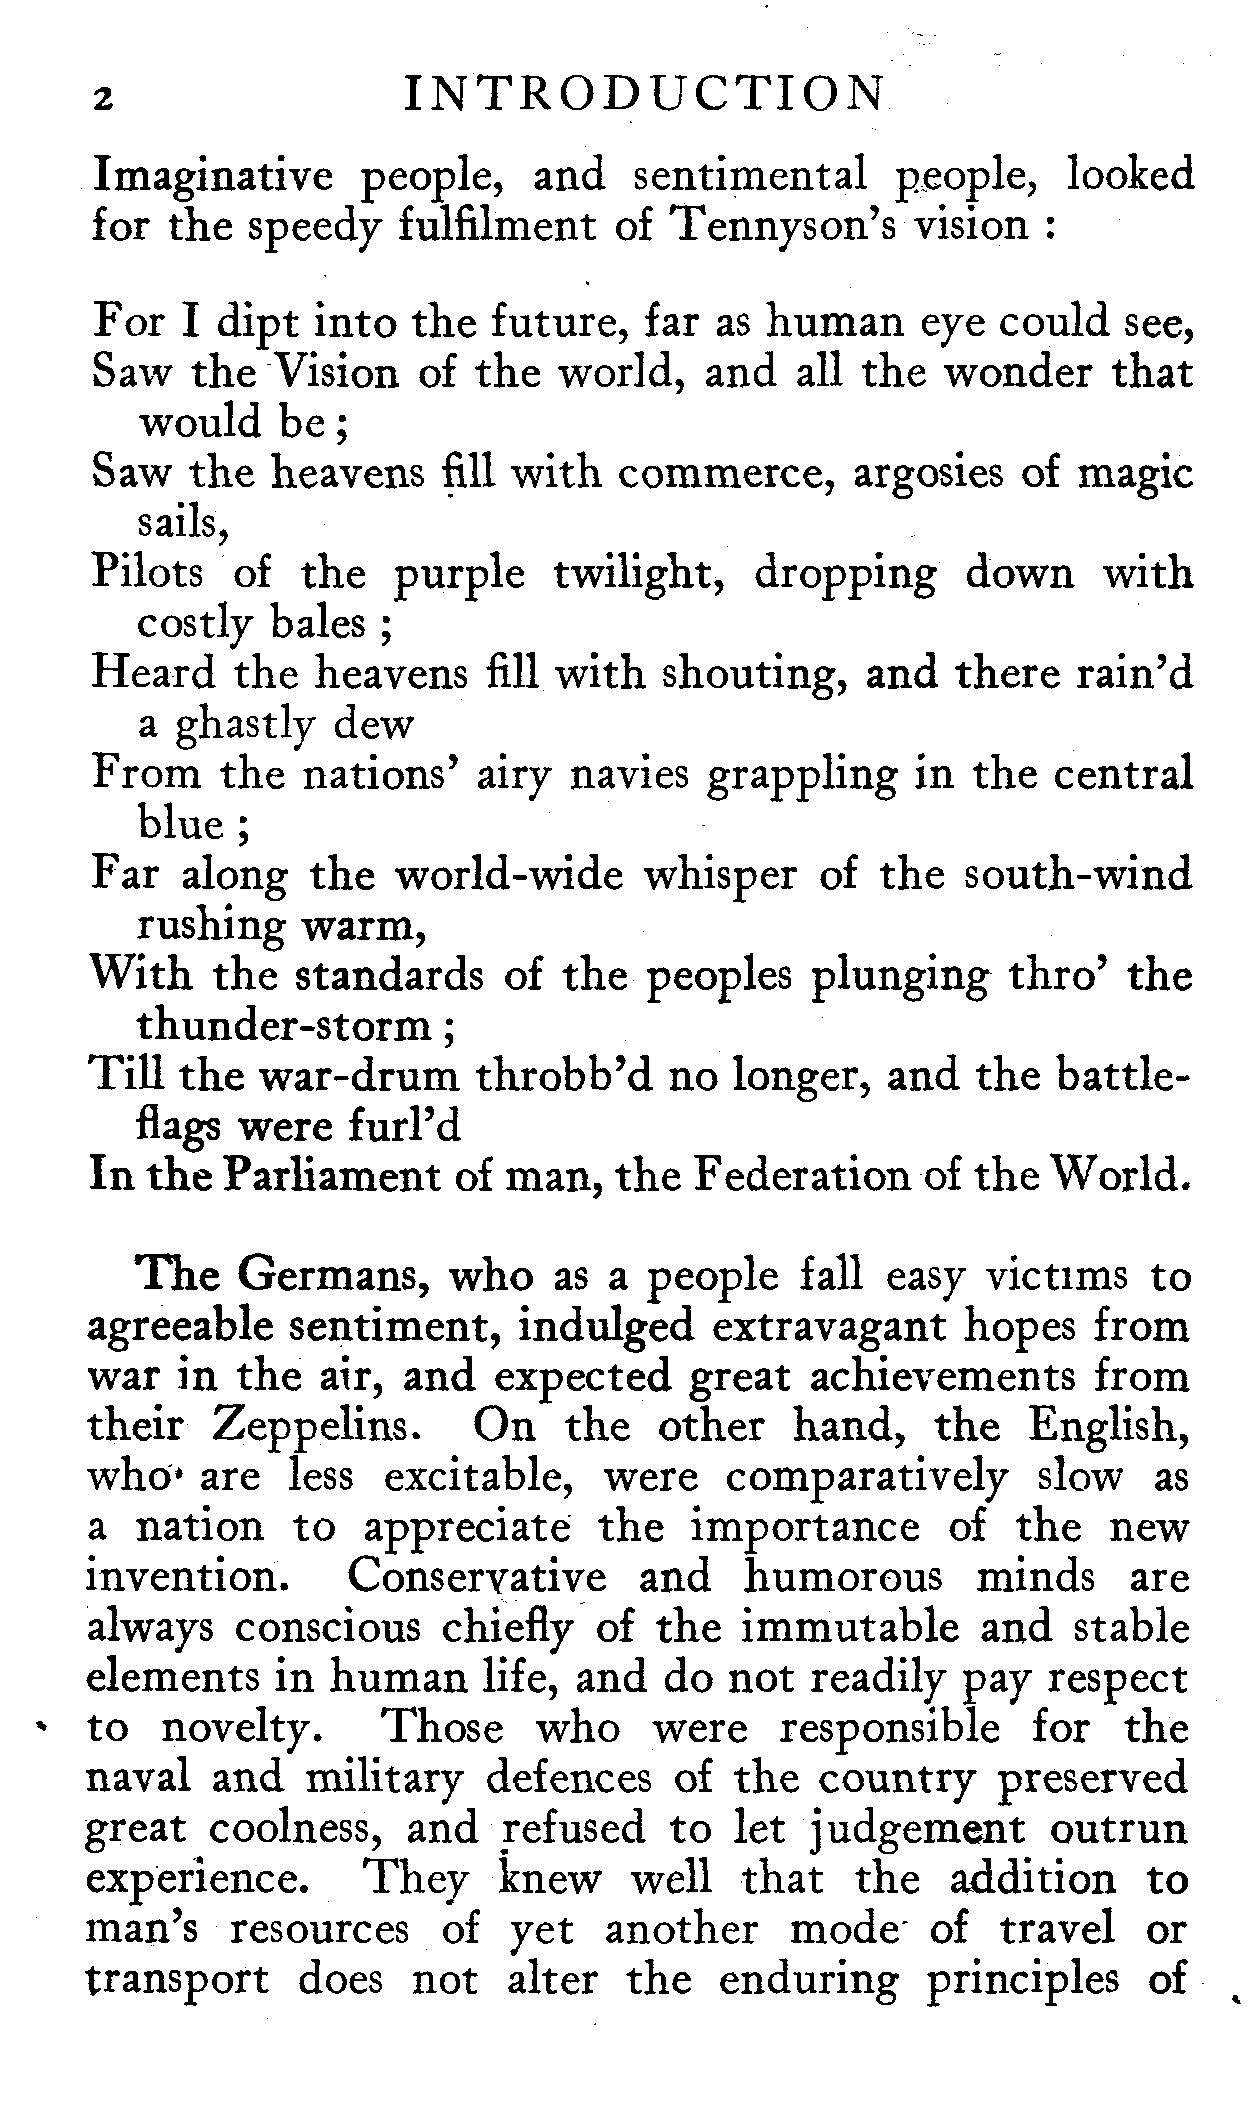 2 INTRODUCTION
Imaginative people, and sentimental people, looked
for the speedy fulfilment of Tennyson's vision :
For I dipt into the future, far as human eye could see,
Saw the Vision of the world, and all the wonder that
would be ;
Saw the heavens fill with commerce, argosies of magic
sails,
Pilots of the purple twilight, dropping down with
costly bales ;
Heard the heavens fill with shouting, and there rain'd
a ghastly dew
From the nations' airy navies grappling in the central
blue ;
Far along the world-wide whisper of the south-wind
rushing warm,
With the standards of the peoples plunging thro' the
thunder-storm ;
Till the war-drum throbb'd no longer, and the battle-
flags were furl'd
In the Parliament of man, the Federation of the World.
The Germans, who as a people fall easy victims to
agreeable sentiment, indulged extravagant hopes from
war in the air, and expected great achievements from
their Zeppelins. On the other hand, the English,
who are less excitable, were comparatively slow as
a nation to appreciate the importance of the new
invention. Conservative and humorous minds are
always conscious chiefly of the immutable and stable
elements in human life, and do not readily pay respect
to novelty. Those who were responsible for the
naval and military defences of the country preserved
great coolness, and refused to let judgement outrun
experience. They knew well that the addition to
man's resources of yet another mode of travel or
transport does not alter the enduring principles of